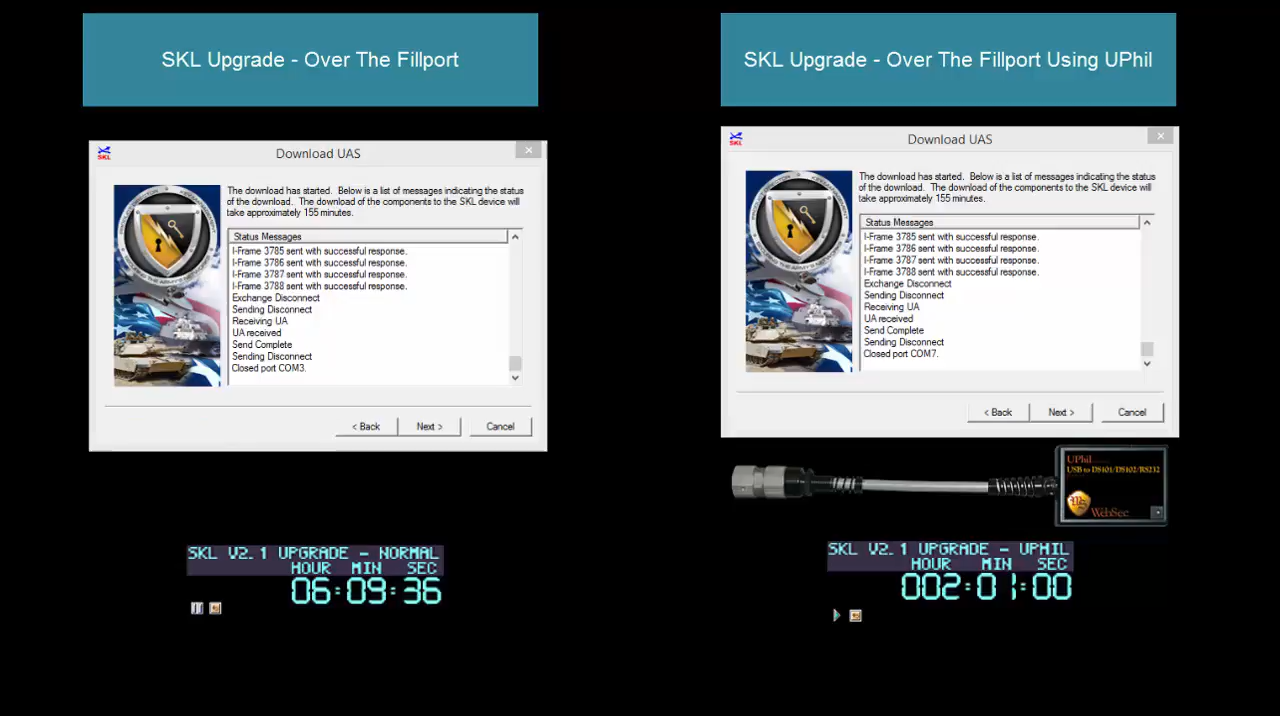 SKL Upgrade - Over The Fillport
SKL
Download UAS
The download has started. Below is a list of messages indicating the status
of the download. The download of the components to the SKL device will
take approximately 155 minutes.
Status Messages
I-Frame 3785 sent with successful response.
I-Frame 3786 sent with successful response.
I-Frame 3787 sent with successful response.
I-Frame 3788 sent with successful response.
Exchange Disconnect
Sending Disconnect
Receiving UA
UA received
Send Complete
Sending Disconnect
Closed port COM3.
< Back
Next >
Cancel
SKL V2.1 UPGRADE - NORMAL
HOUR MIN SEC
06:09:36
SKL Upgrade - Over The Fillport Using UPhil
SKL
Download UAS
The download has started. Below is a list of messages indicating the status
of the download. The download of the components to the SKL device will
take approximately 155 minutes.
Status Messages
I-Frame 3785 sent with successful response.
I-Frame 3786 sent with successful response.
I-Frame 3787 sent with successful response.
I-Frame 3788 sent with successful response.
Exchange Disconnect
Sending Disconnect
Receiving UA
UA received
Send Complete
Sending Disconnect
Closed port COM7.
< Back
Next >
Cancel
UPhil
USB to DS101/DS102/RS232
WebSec
SKL V2.1 UPGRADE - UPHIL
HOUR MIN SEC
002:01:00